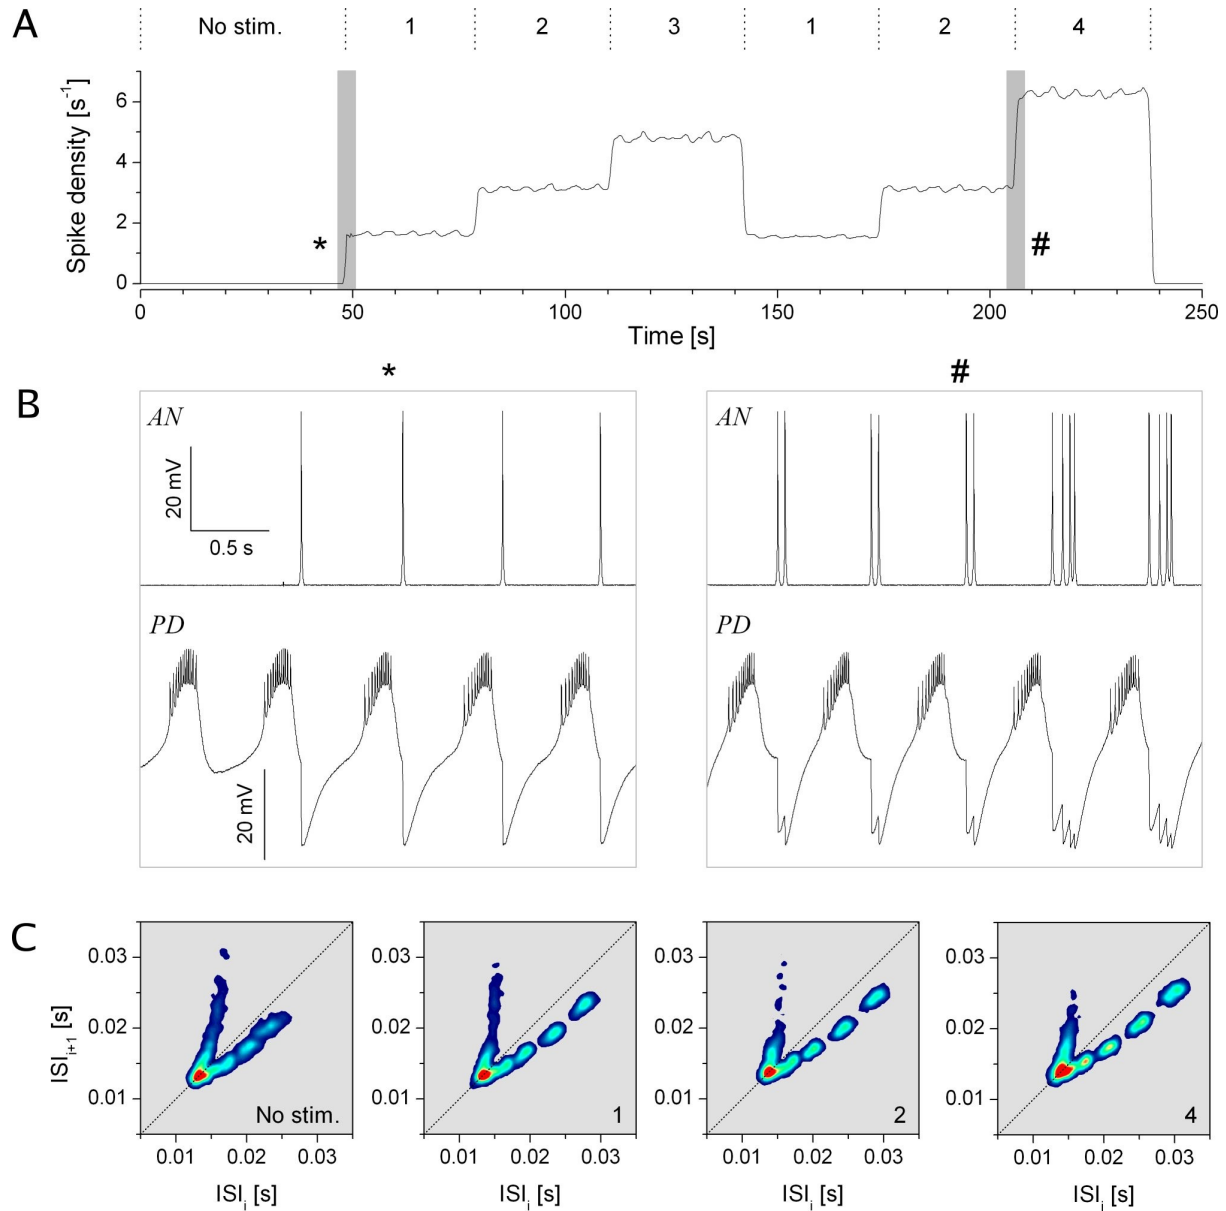 A
No stim. 1 2 3 1 2 4
Spike density [s⁻¹]
6
4
2
0
* #
0 50 100 150 200 250
Time [s]
* #
B
AN
20 mV
0.5 s
PD
20 mV
AN
PD
C
ISIᵢ₊₁ [s]
0.03
0.02
0.01
No stim.
0.01 0.02 0.03
ISIᵢ [s]
0.03
0.02
0.01
1
0.01 0.02 0.03
ISIᵢ [s]
0.03
0.02
0.01
2
0.01 0.02 0.03
ISIᵢ [s]
0.03
0.02
0.01
4
0.01 0.02 0.03
ISIᵢ [s]